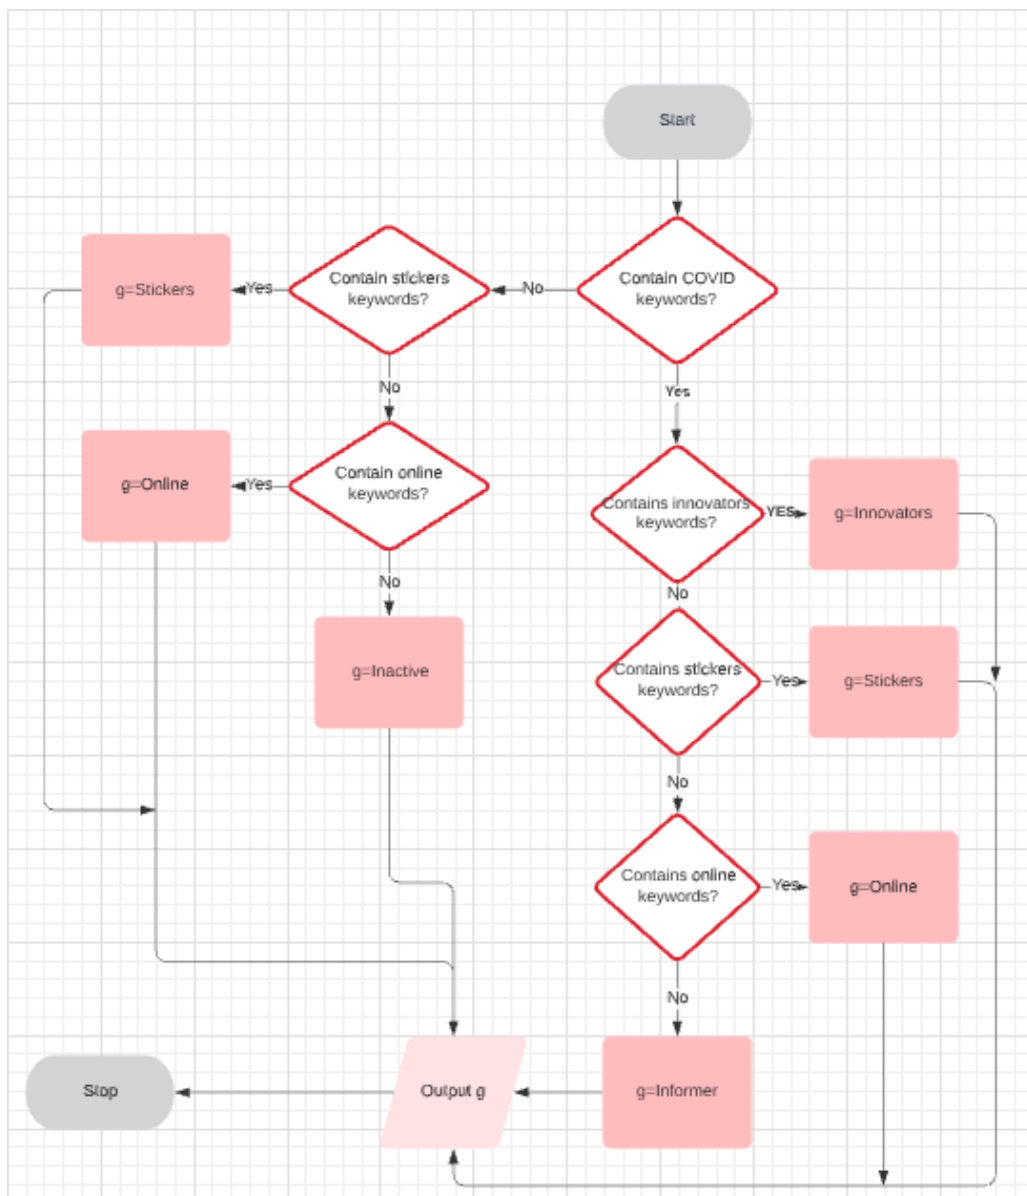 Start
Contain COVID
keywords?
No
Contain stickers
keywords?
Yes
g=Stickers
No
Yes
Contain online
keywords?
Yes
g=Online
Contains innovators
keywords?
YES
g=Innovators
No
No
g=Inactive
Contains stickers
keywords?
Yes
g=Stickers
No
Contains online
keywords?
Yes
g=Online
No
g=Informer
Output g
Stop